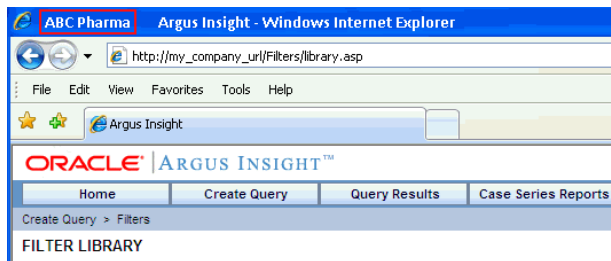 ABC Pharma Argus Insight - Windows Internet Explorer
http://my_company_url/Filters/library.asp
File Edit View Favorites Tools Help
Argus Insight
ORACLE® | ARGUS INSIGHT™
Home Create Query Query Results Case Series Reports
Create Query > Filters
FILTER LIBRARY